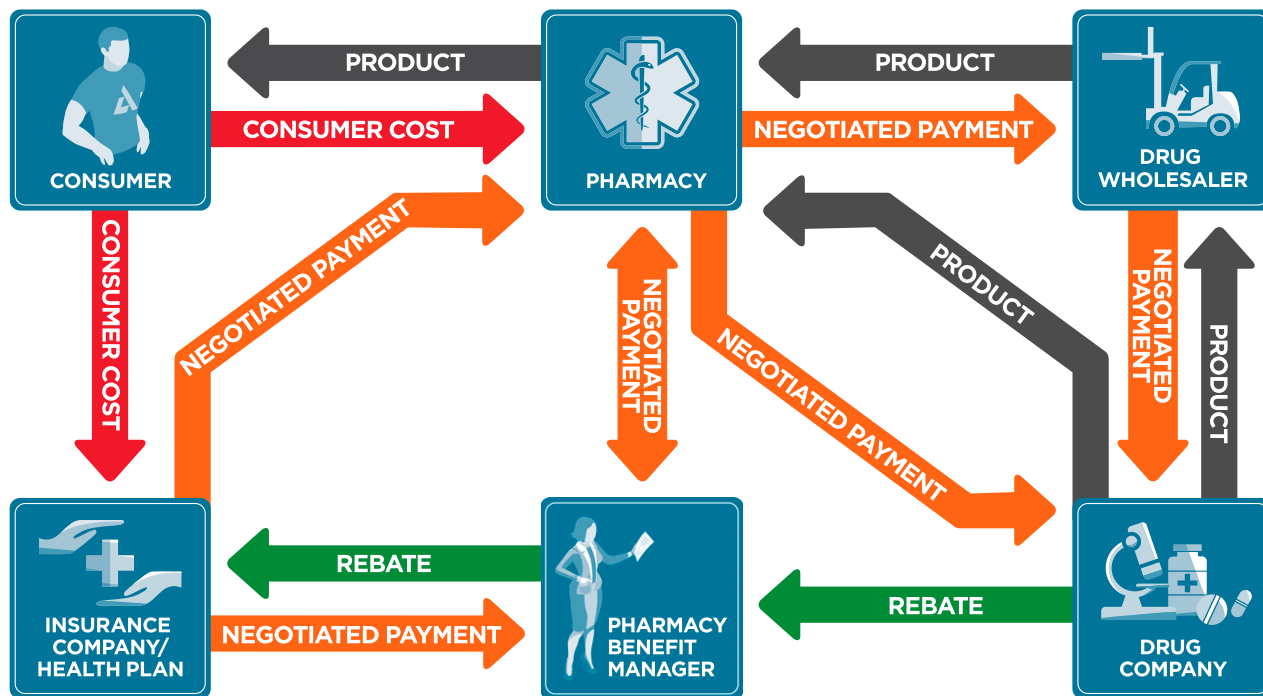 PRODUCT
PRODUCT
CONSUMER COST
NEGOTIATED PAYMENT
CONSUMER
PHARMACY
DRUG
WHOLESALER
CONSUMER COST
NEGOTIATED PAYMENT
NEGOTIATED
PAYMENT
NEGOTIATED PAYMENT
PRODUCT
NEGOTIATED
PAYMENT
PRODUCT
REBATE
REBATE
INSURANCE
COMPANY/
HEALTH PLAN
NEGOTIATED PAYMENT
PHARMACY
BENEFIT
MANAGER
DRUG
COMPANY